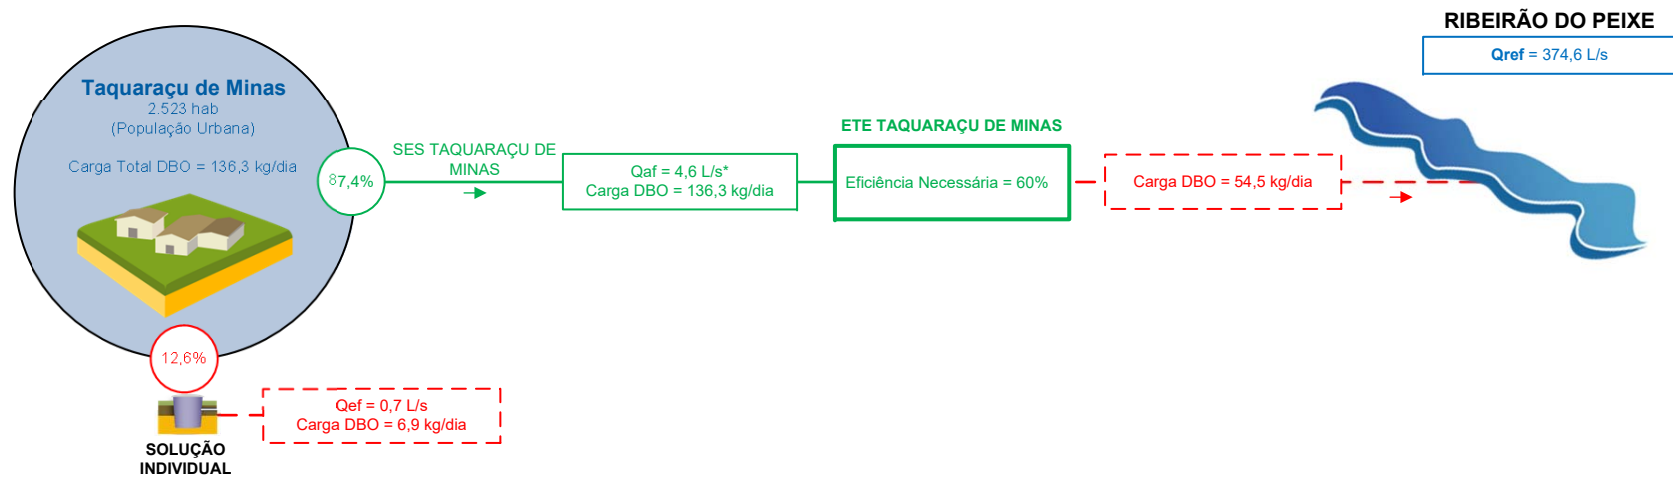 RIBEIRÃO DO PEIXE
Qref = 374,6 L/s
Taquaraçu de Minas
2.523 hab
(População Urbana)
Carga Total DBO = 136,3 kg/dia
87,4%
SES TAQUARAÇU DE
MINAS
Qaf = 4,6 L/s*
Carga DBO = 136,3 kg/dia
ETE TAQUARAÇU DE MINAS
Eficiência Necessária = 60%
Carga DBO = 54,5 kg/dia
12,6%
Qef = 0,7 L/s
Carga DBO = 6,9 kg/dia
SOLUÇÃO
INDIVIDUAL